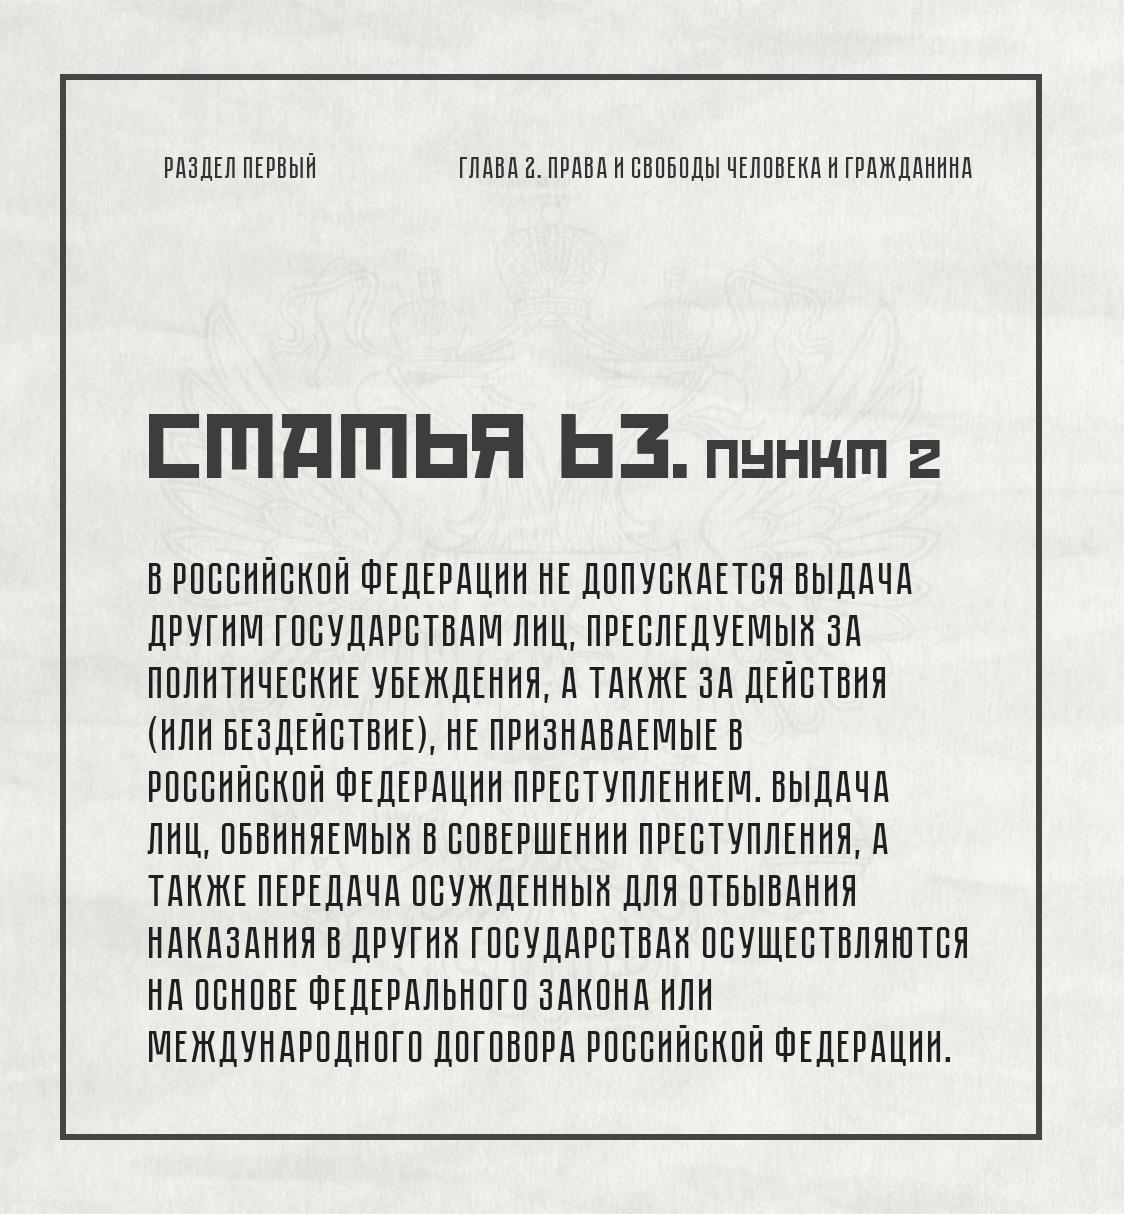 РАЗДЕЛ ПЕРВЫЙ
ГЛАВА 2. ПРАВА И СВОБОДЫ ЧЕЛОВЕКА И ГРАЖДАНИНА
СТАТЬЯ 63. ПУНКТ 2
В РОССИЙСКОЙ ФЕДЕРАЦИИ НЕ ДОПУСКАЕТСЯ ВЫДАЧА
ДРУГИМ ГОСУДАРСТВАМ ЛИЦ, ПРЕСЛЕДУЕМЫХ ЗА
ПОЛИТИЧЕСКИЕ УБЕЖДЕНИЯ, А ТАКЖЕ ЗА ДЕЙСТВИЯ
(ИЛИ БЕЗДЕЙСТВИЕ), НЕ ПРИЗНАВАЕМЫЕ В
РОССИЙСКОЙ ФЕДЕРАЦИИ ПРЕСТУПЛЕНИЕМ. ВЫДАЧА
ЛИЦ, ОБВИНЯЕМЫХ В СОВЕРШЕНИИ ПРЕСТУПЛЕНИЯ, А
ТАКЖЕ ПЕРЕДАЧА ОСУЖДЕННЫХ ДЛЯ ОТБЫВАНИЯ
НАКАЗАНИЯ В ДРУГИХ ГОСУДАРСТВАХ ОСУЩЕСТВЛЯЮТСЯ
НА ОСНОВЕ ФЕДЕРАЛЬНОГО ЗАКОНА ИЛИ
МЕЖДУНАРОДНОГО ДОГОВОРА РОССИЙСКОЙ ФЕДЕРАЦИИ.